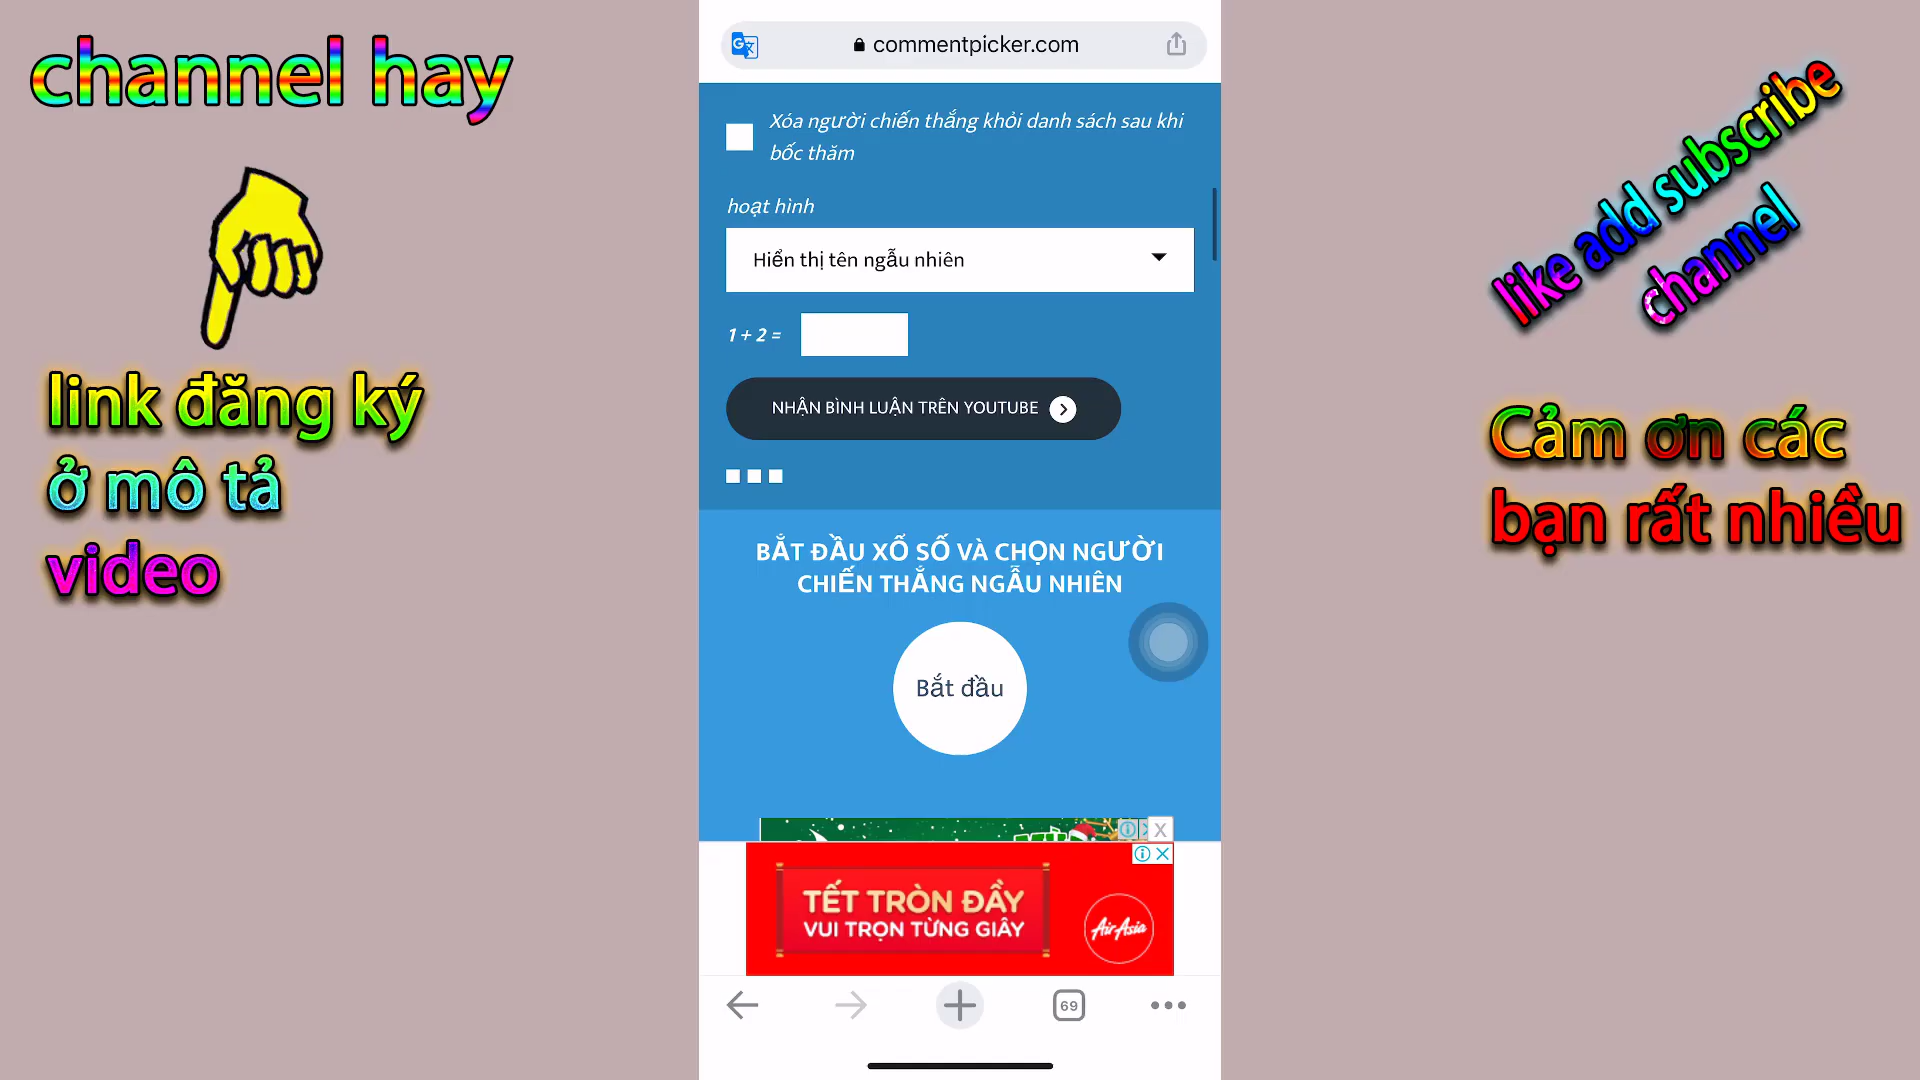 channel hay
link đăng ký
ở mô tả
video
commentpicker.com
Xóa người chiến thắng khỏi danh sách sau khi
bốc thăm
hoạt hình
Hiển thị tên ngẫu nhiên
1 + 2 =
NHẬN BÌNH LUẬN TRÊN YOUTUBE
BẮT ĐẦU XỔ SỐ VÀ CHỌN NGƯỜI
CHIẾN THẮNG NGẪU NHIÊN
Bắt đầu
X
TẾT TRÒN ĐẦY
VUI TRỌN TỪNG GIÂY
AirAsia
69
like add subscribe
channel
Cảm ơn các
bạn rất nhiều